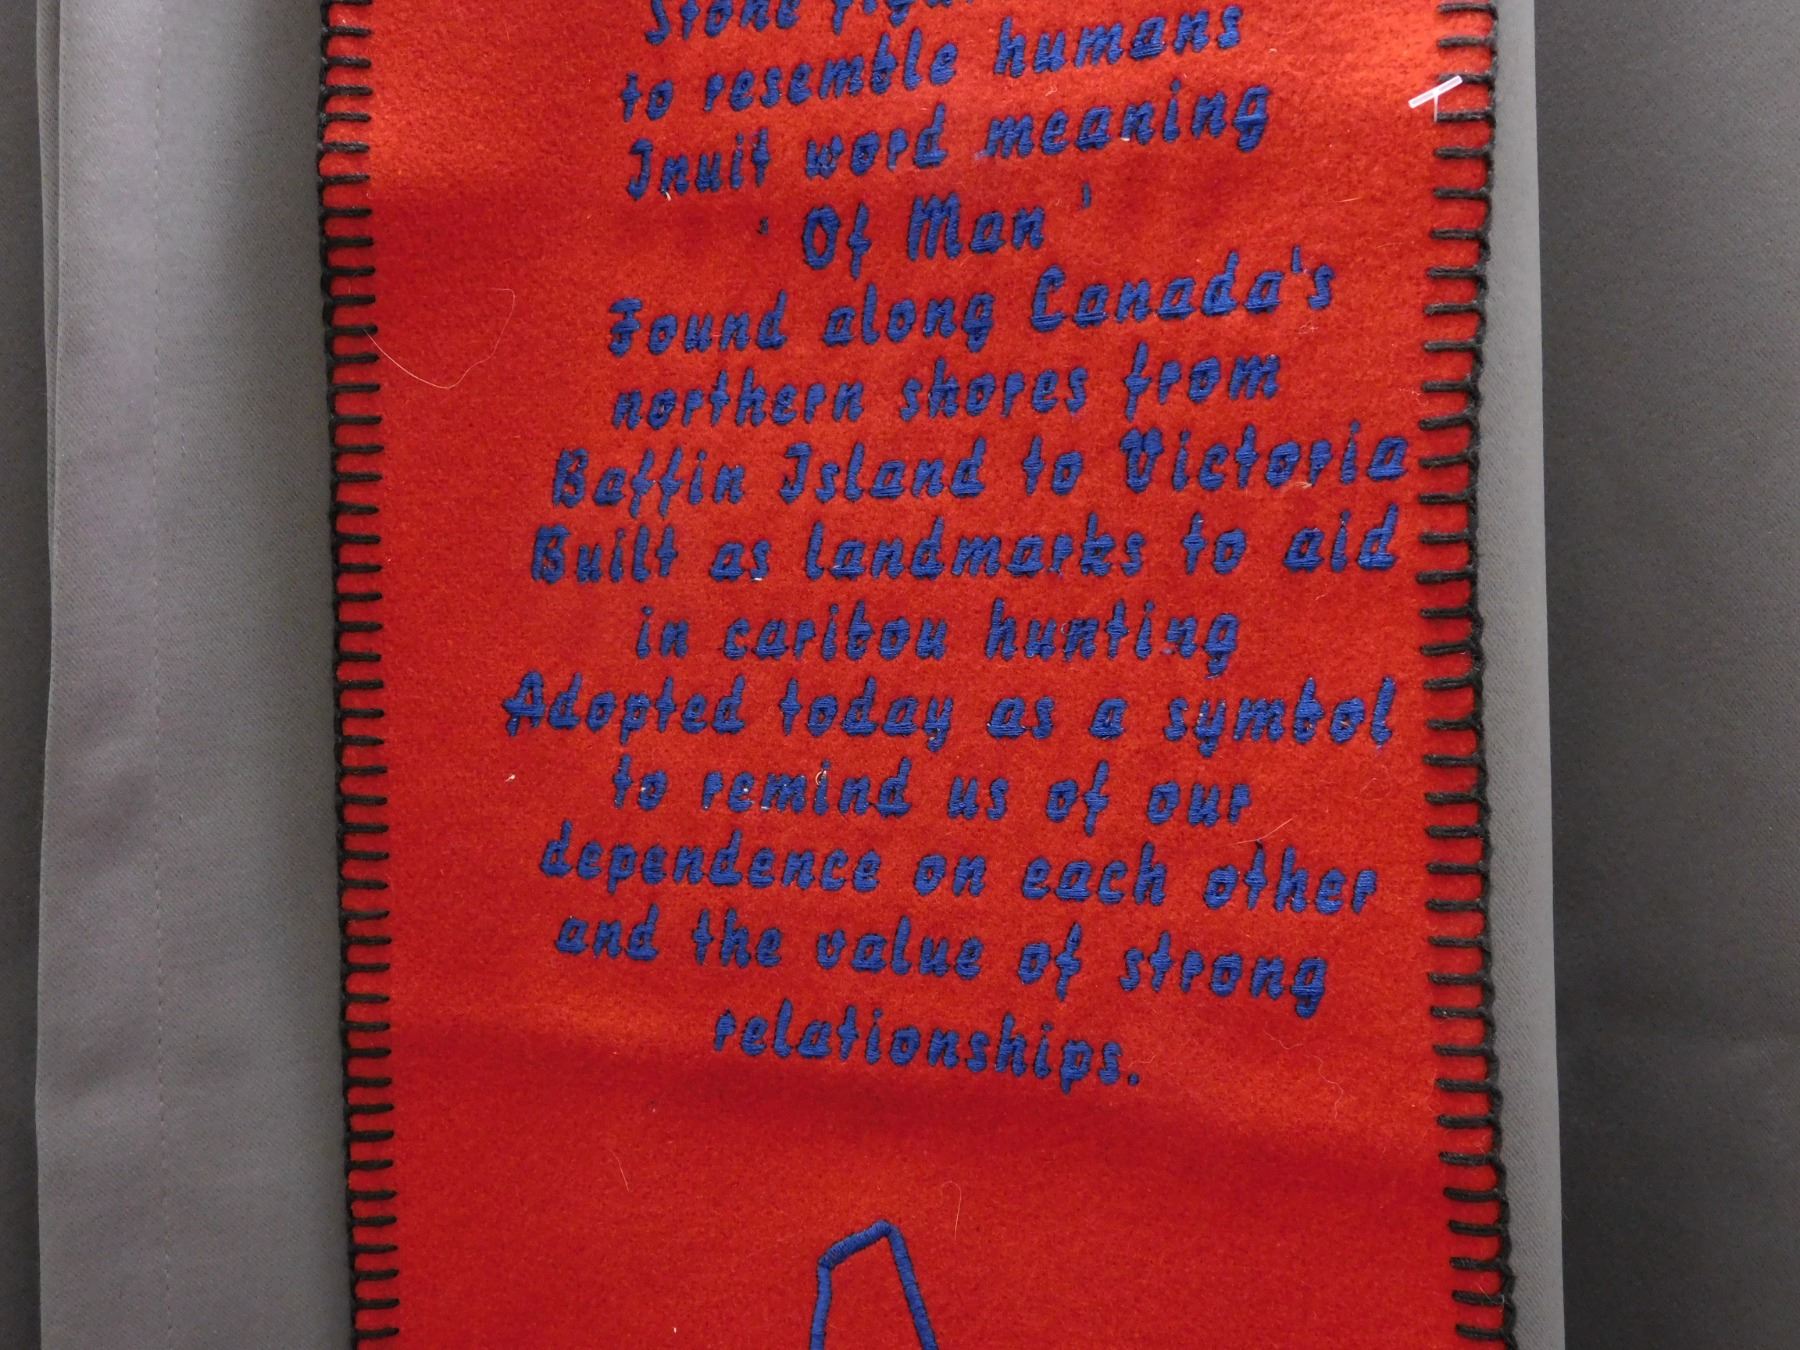 Stone
to resemble humans
Inuit word meaning
' Of Man '
Found along Canada's
northern shores from
Baffin Island to Victoria
Built as landmarks to aid
in caribou hunting
Adopted today as a symbol
to remind us of our
dependence on each other
and the value of strong
relationships.